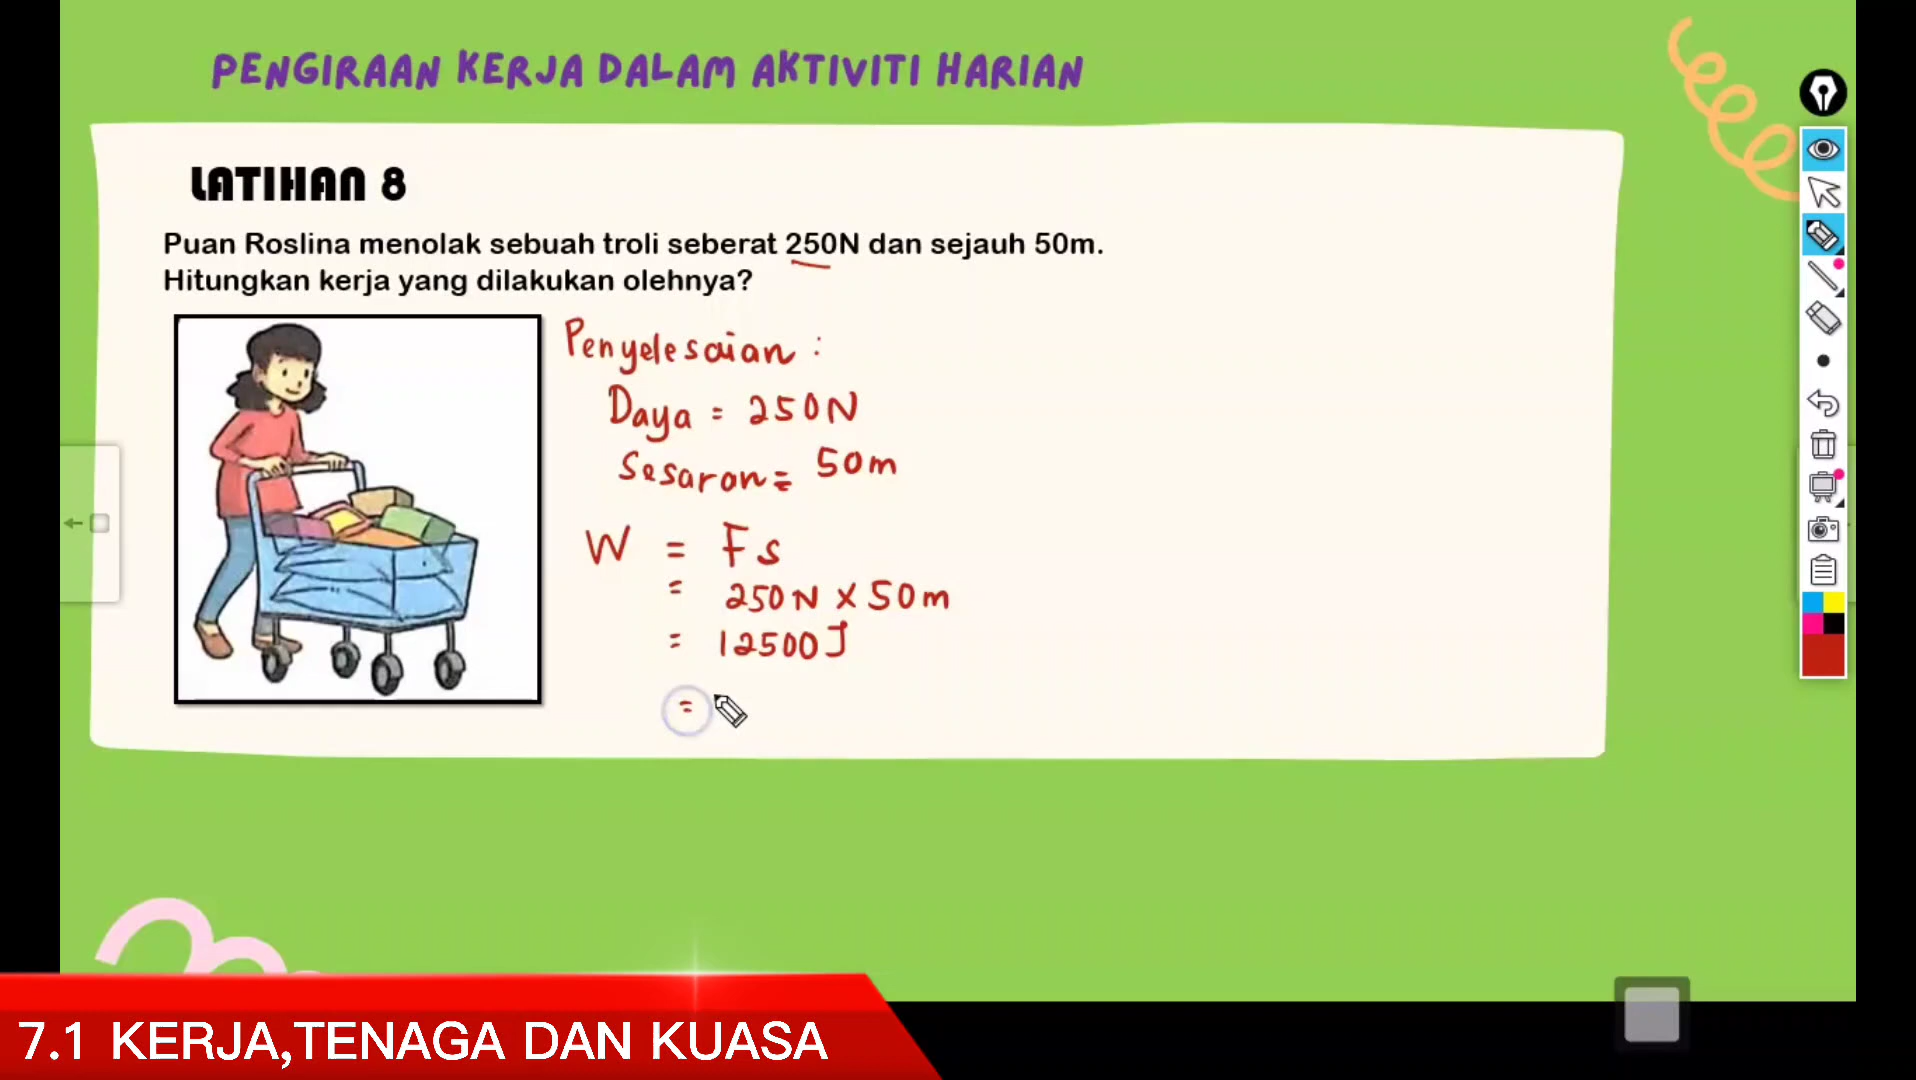 PENGIRAAN KERJA DALAM AKTIVITI HARIAN
LATIHAN 8
Puan Roslina menolak sebuah troli seberat 250N dan sejauh 50m.
Hitungkan kerja yang dilakukan olehnya?
Penyelesaian :
Daya = 250N
Sesaran = 50m
W = Fs
= 250N x 50m
= 12500J
=
7.1 KERJA,TENAGA DAN KUASA